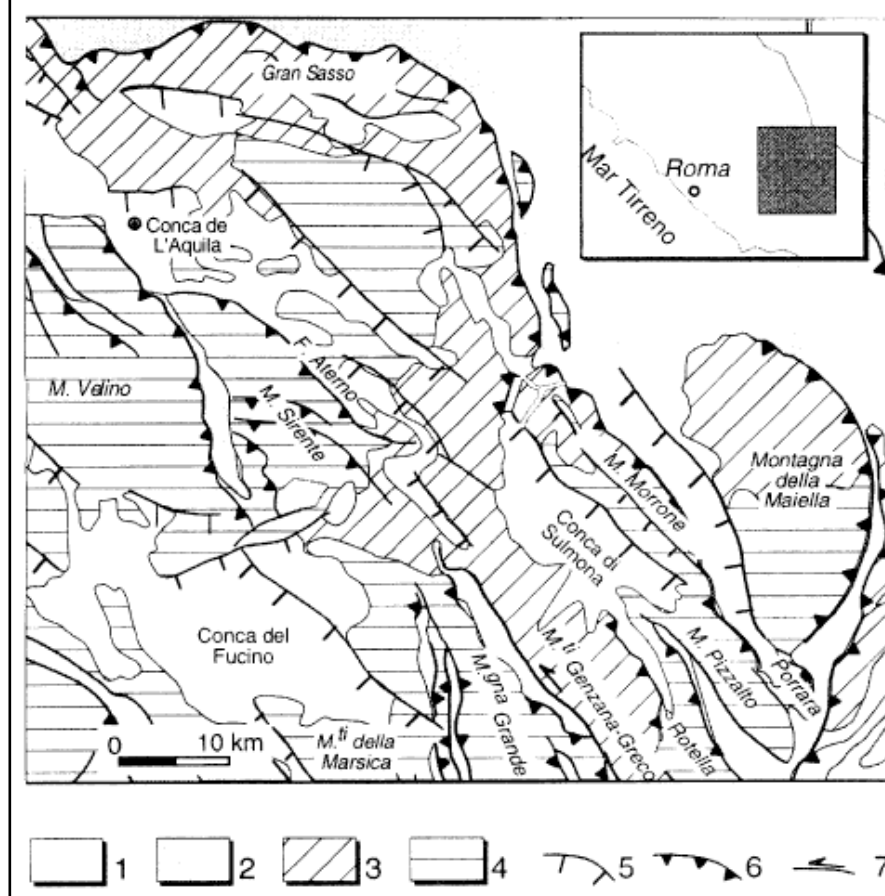 Gran Sasso
Mar Tirreno
Roma
Conca de
L'Aquila
F. Aterno
M. Velino
M. Sirente
M. Morrone
Montagna
della
Maiella
Conca di
Sulmona
Conca del
Fucino
M.ti Genzana-Greco
M. Pizzalto
Porrara
M.gna Grande
Rotella
0 10 km
M.ti della
Marsica
1 2 3 4 5 6 7